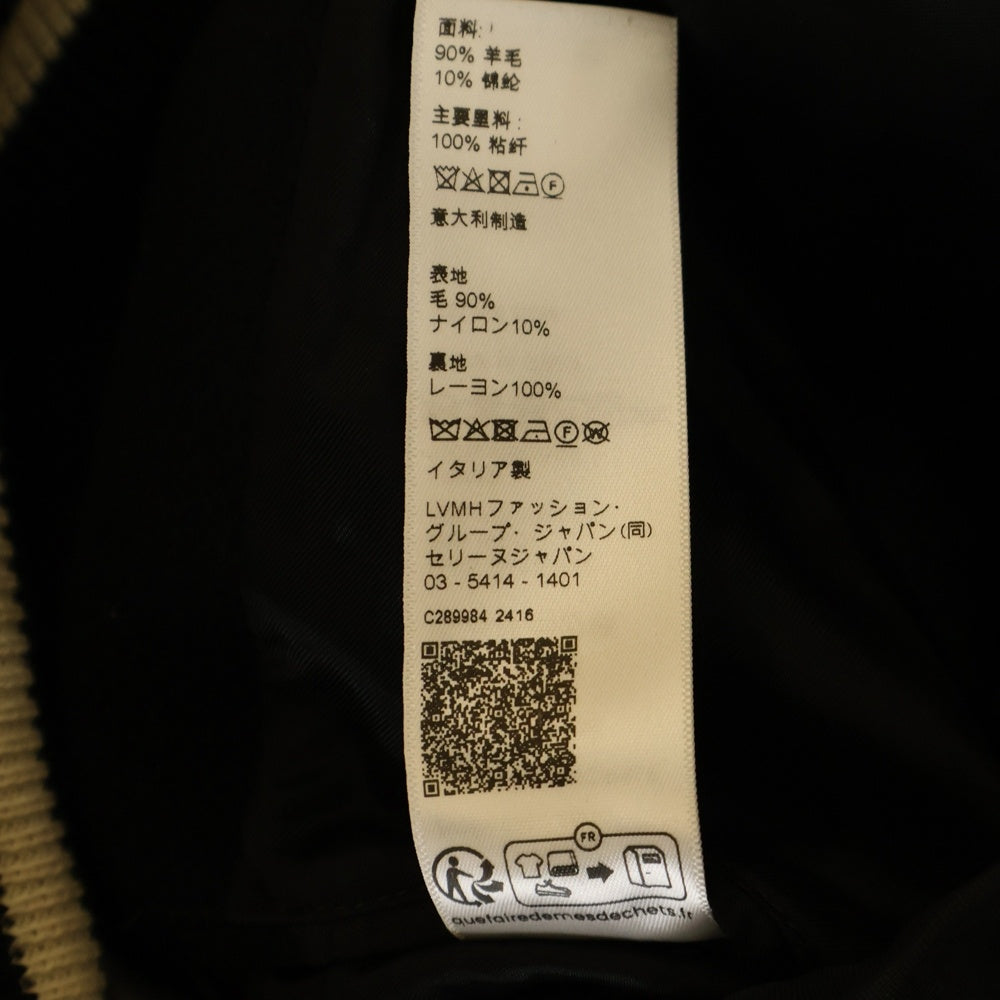 面料:
90% 羊毛
10% 锦纶
主要里料:
100% 粘纤
F
意大利制造
表地
毛 90%
ナイロン10%
裏地
レーヨン100%
F W
イタリア製
LVMHファッション・
グループ・ジャパン(同)
セリーヌジャパン
03 - 5414 - 1401
C289984 2416
FR
quefairedemesdechets.fr